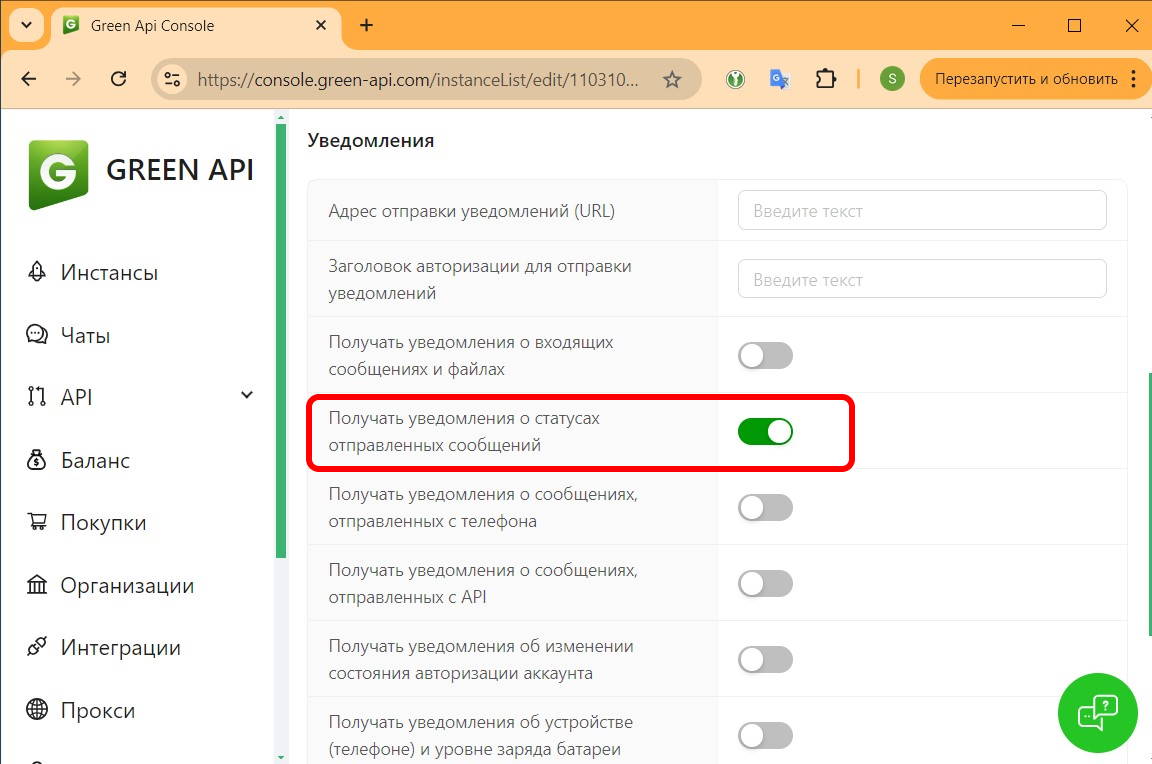 Green Api Console
https://console.green-api.com/instanceList/edit/110310...
S
Перезапустить и обновить
G
GREEN API
Инстансы
Чаты
API
Баланс
Покупки
Организации
Интеграции
Прокси
Уведомления
Адрес отправки уведомлений (URL)
Введите текст
Заголовок авторизации для отправки
уведомлений
Введите текст
Получать уведомления о входящих
сообщениях и файлах
Получать уведомления о статусах
отправленных сообщений
Получать уведомления о сообщениях,
отправленных с телефона
Получать уведомления о сообщениях,
отправленных с API
Получать уведомления об изменении
состояния авторизации аккаунта
Получать уведомления об устройстве
(телефоне) и уровне заряда батареи